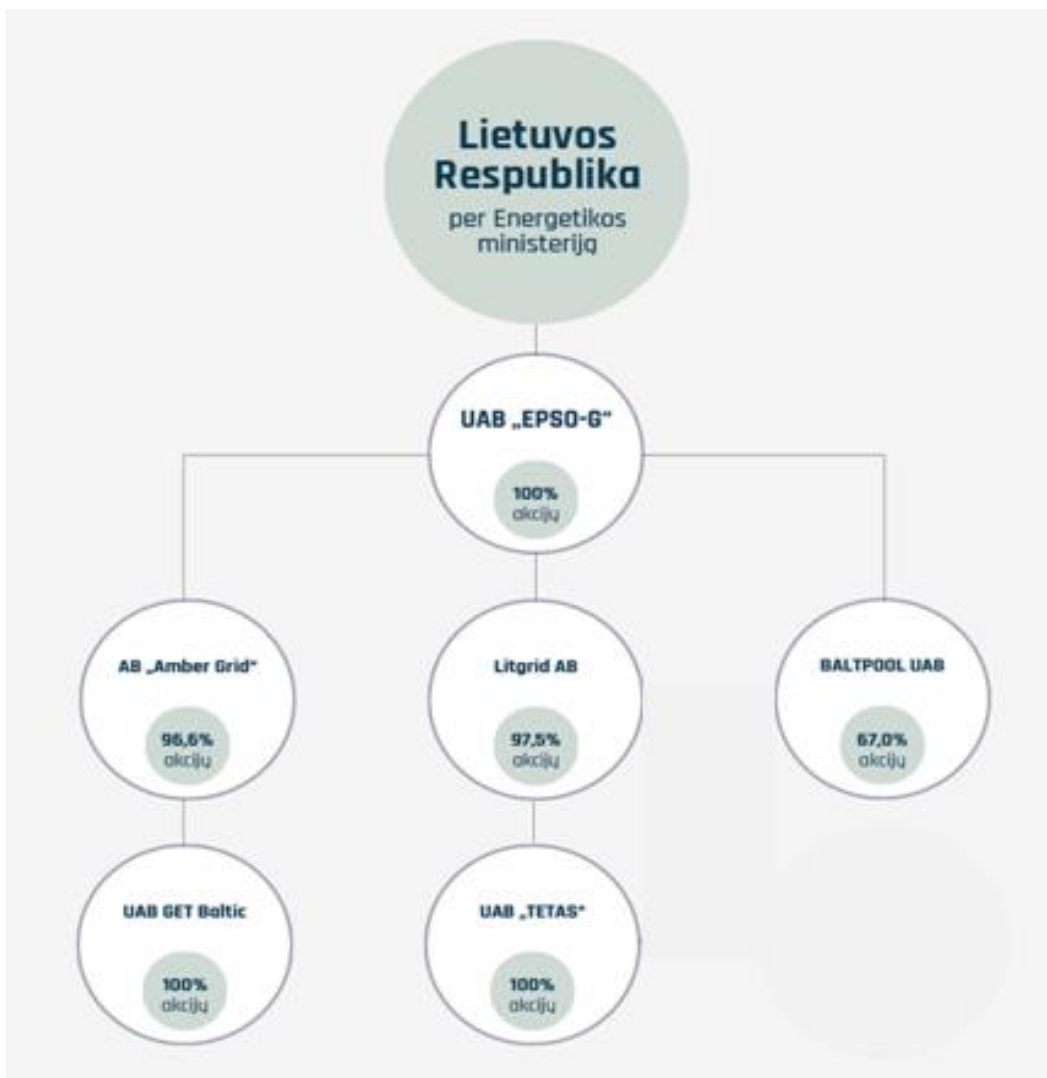 Lietuvos
Respublika
per Energetikos
ministeriją
UAB „EPSO-G“
100%
akcijų
AB „Amber Grid“
96,6%
akcijų
Litgrid AB
97,5%
akcijų
BALTPOOL UAB
67,0%
akcijų
UAB GET Baltic
100%
akcijų
UAB „TETAS“
100%
akcijų